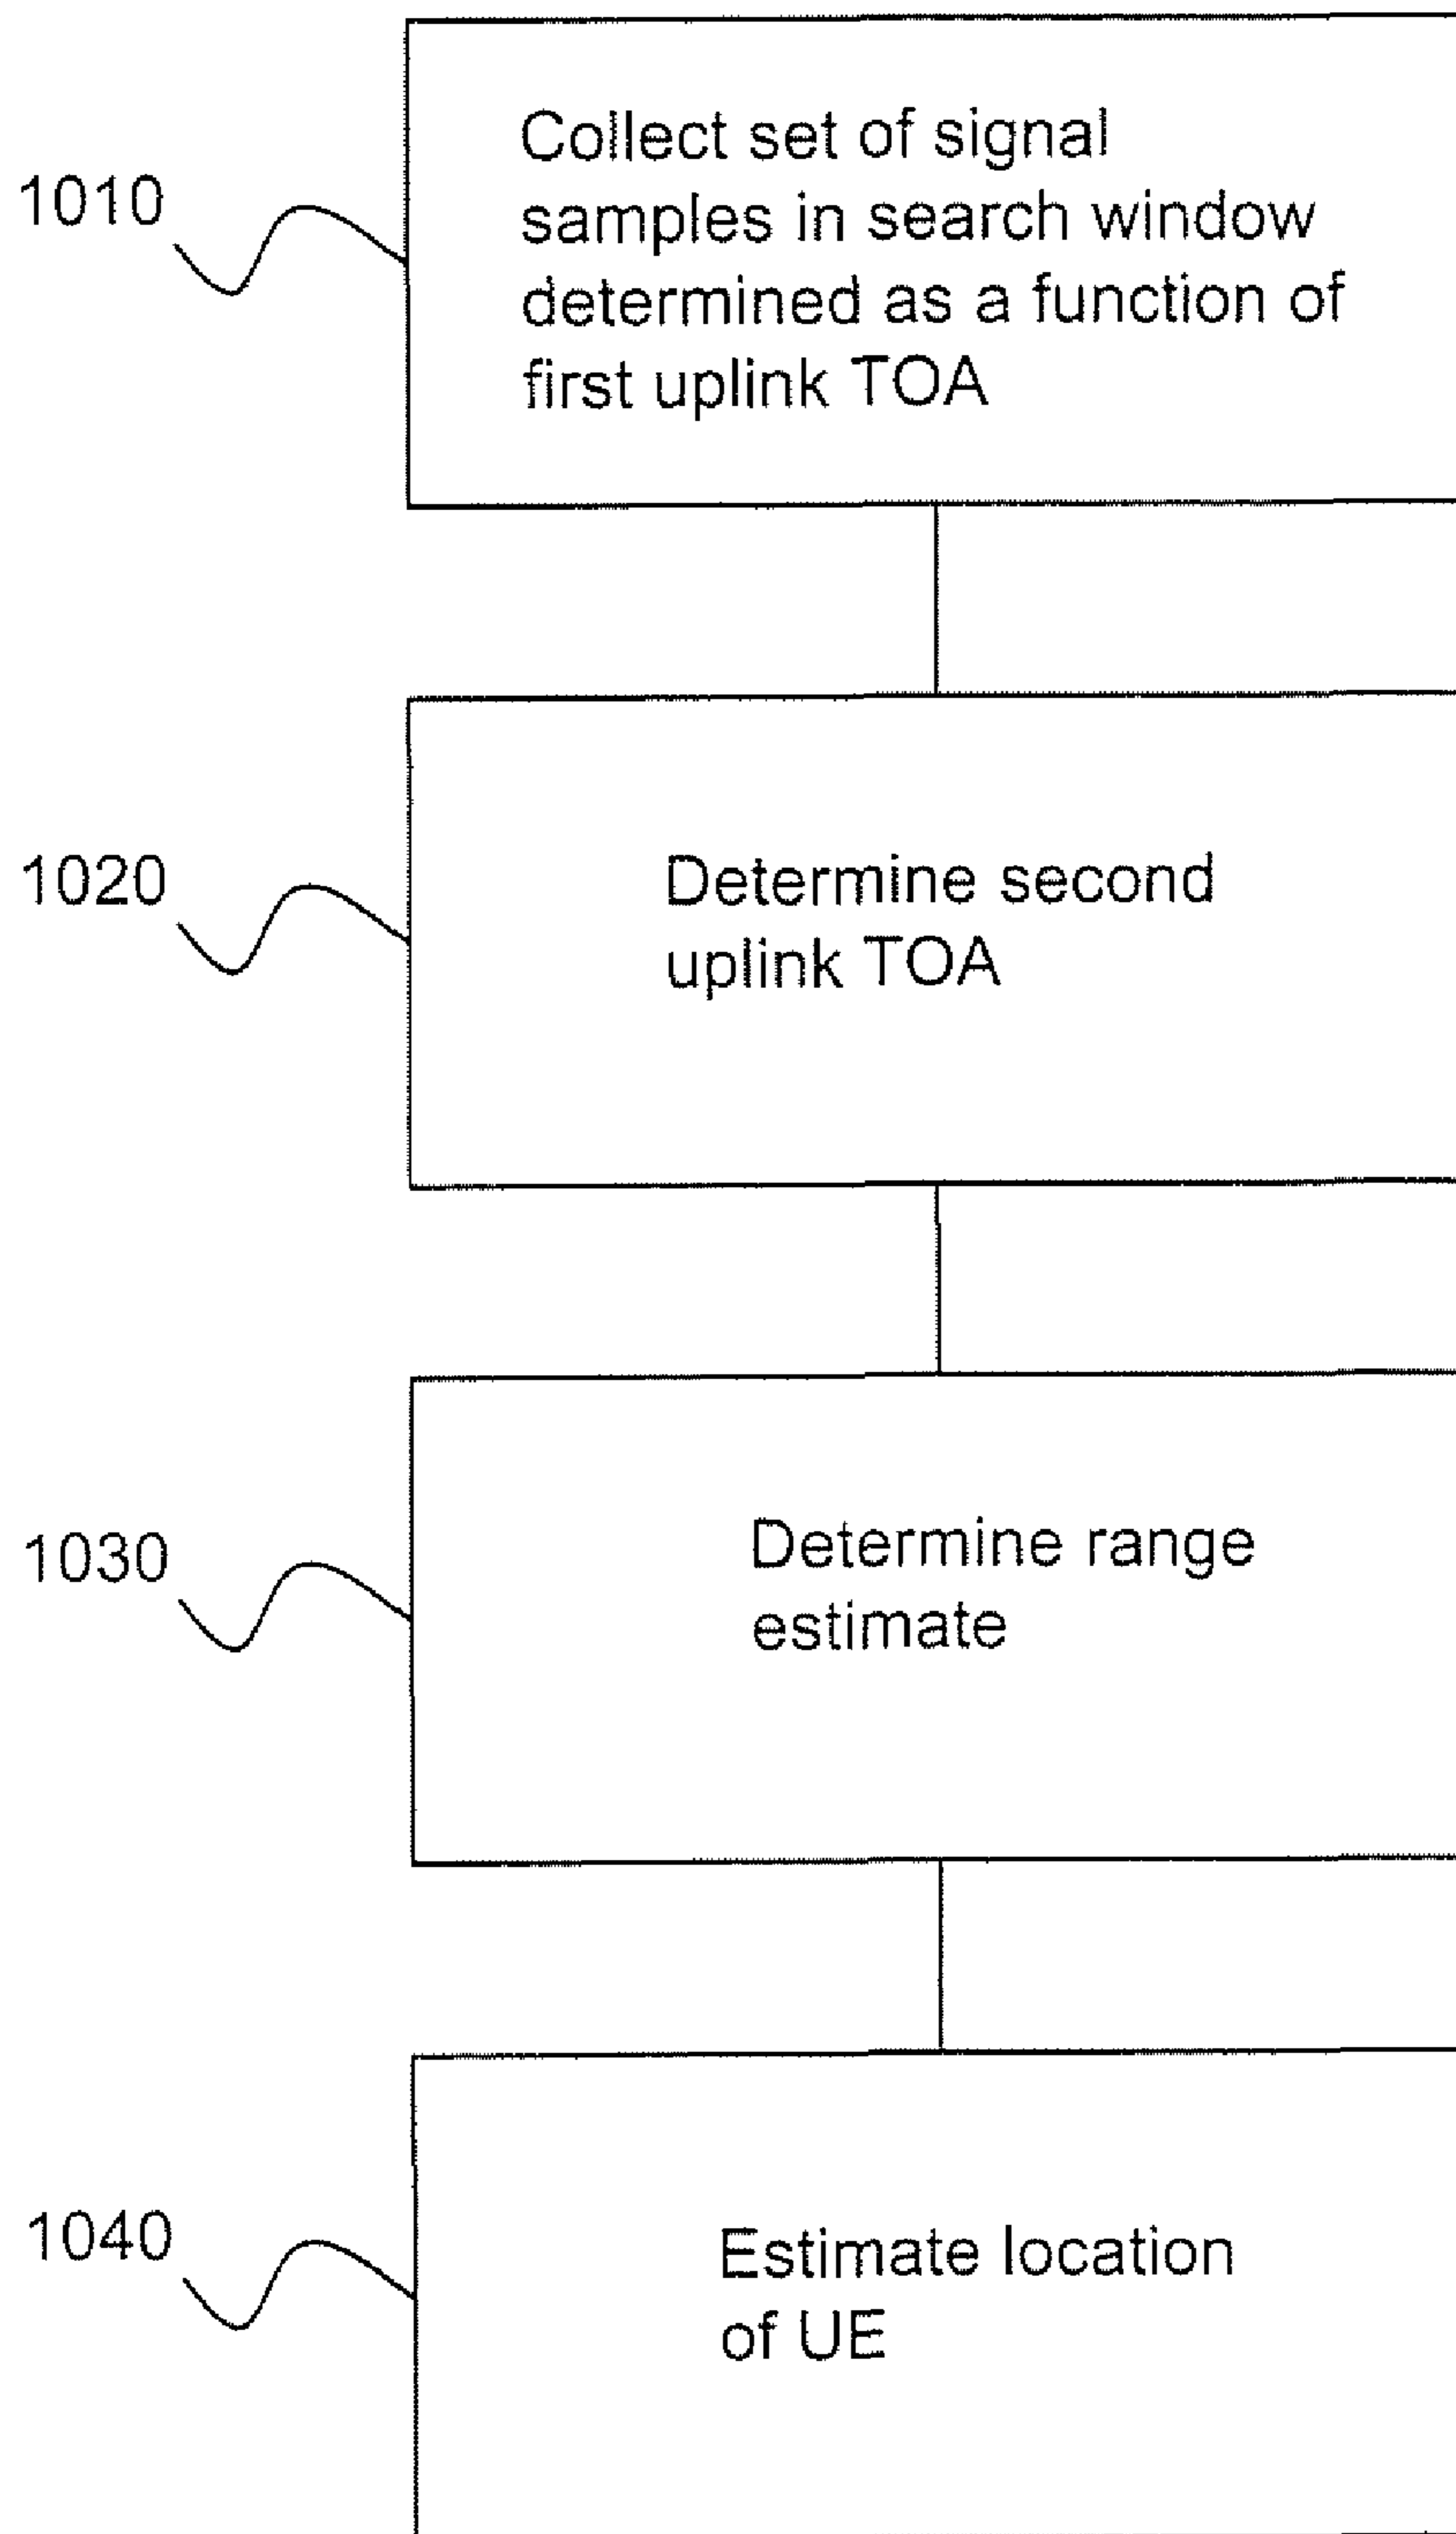 1010
Collect set of signal
samples in search window
determined as a function of
first uplink TOA
1020
Determine second
uplink TOA
1030
Determine range
estimate
1040
Estimate location
of UE